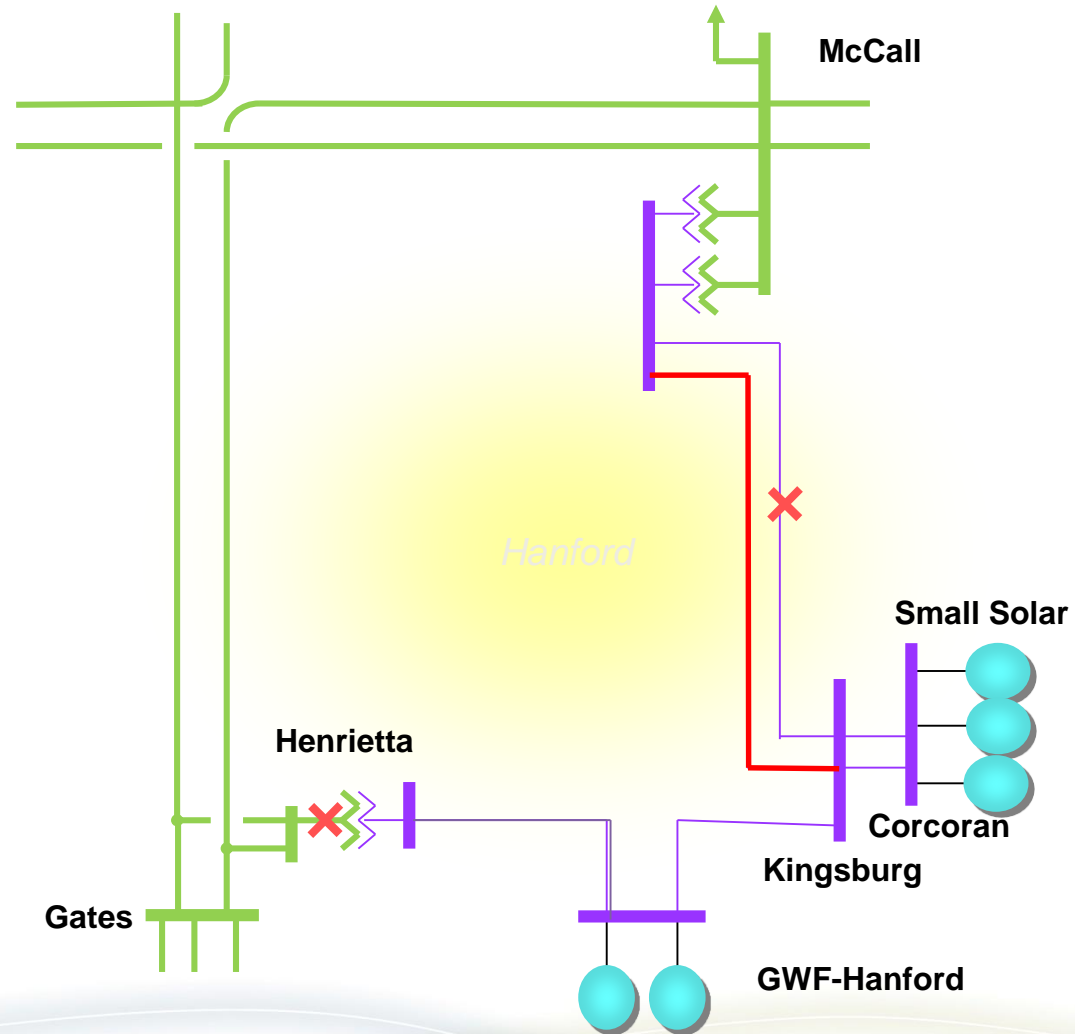 McCall
Hanford
Small Solar
Henrietta
Corcoran
Kingsburg
Gates
GWF-Hanford